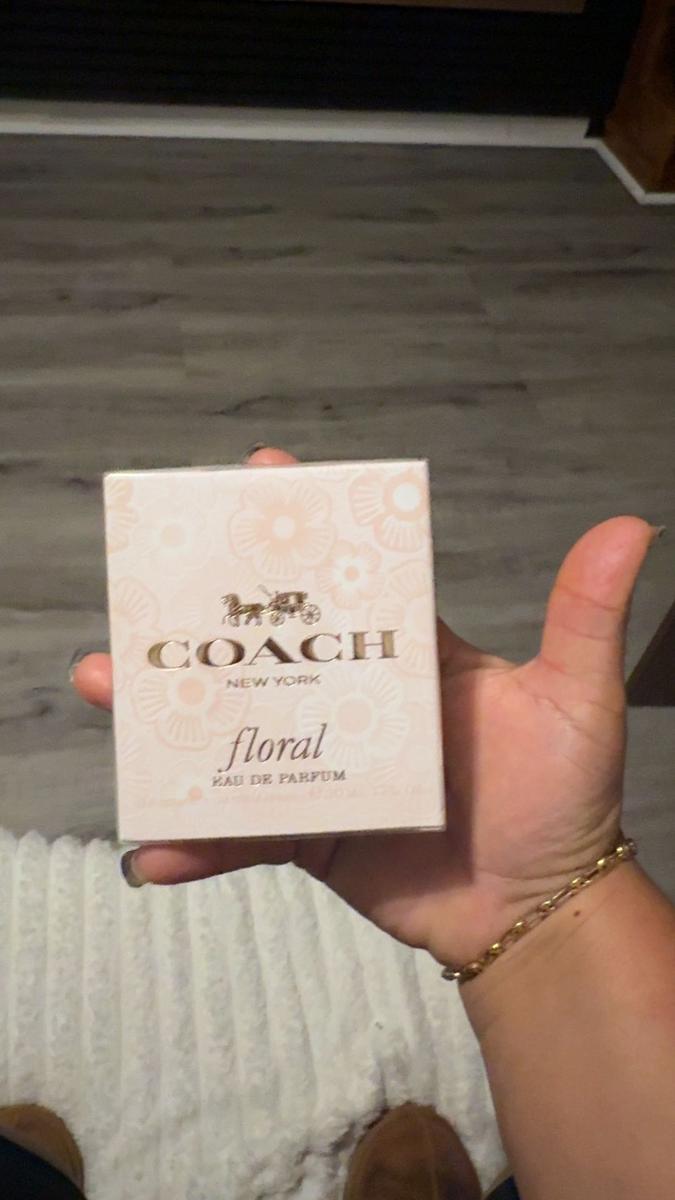 COACH
NEW YORK
floral
EAU DE PARFUM